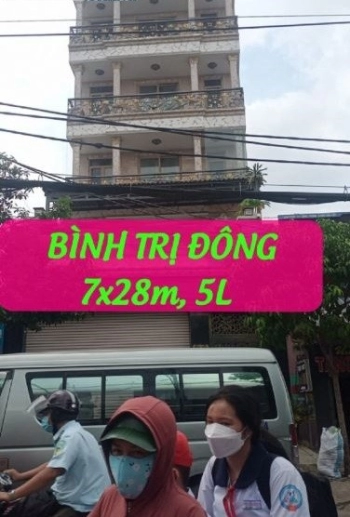 BÌNH TRỊ ĐÔNG
7x28m, 5L